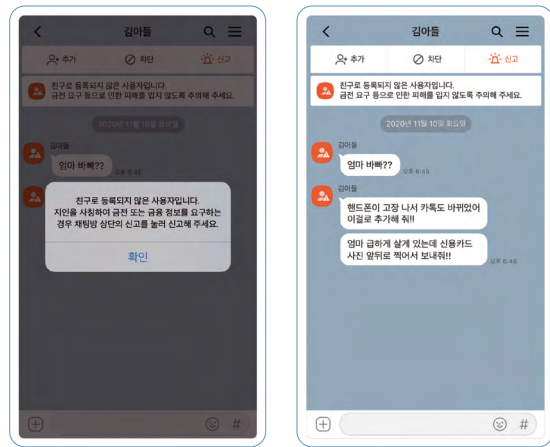 김아들
추가
차단
신고
친구로 등록되지 않은 사용자입니다.
금전 요구 등으로 인한 피해를 입지 않도록 주의해 주세요.
2020년 11월 10일 화요일
김아들
엄마 바빠??
오후 6:46
친구로 등록되지 않은 사용자입니다.
지인을 사칭하여 금전 또는 금융 정보를 요구하는
경우 채팅방 상단의 신고를 눌러 신고해 주세요.
확인
#
김아들
추가
차단
신고
친구로 등록되지 않은 사용자입니다.
금전 요구 등으로 인한 피해를 입지 않도록 주의해 주세요.
2020년 11월 10일 화요일
김아들
엄마 바빠??
오후 6:46
김아들
핸드폰이 고장 나서 카톡도 바뀌었어
이걸로 추가해 줘!!
엄마 급하게 살게 있는데 신용카드
사진 앞뒤로 찍어서 보내줘!!
오후 6:46
#